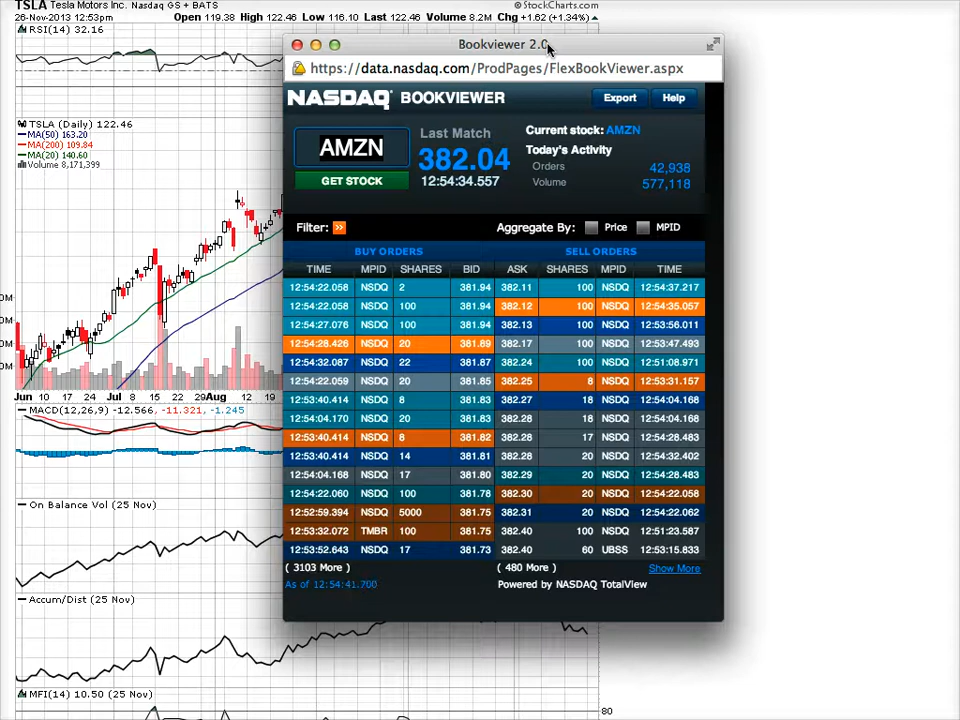 TSLA Tesla Motors Inc. Nasdaq GS + BATS
© StockCharts.com
26-Nov-2013 12:53pm
Open 119.38 High 122.46 Low 116.10 Last 122.46 Volume 8.2M Chg +1.62 (+1.34%)
RSI(14) 32.16
TSLA (Daily) 122.46
MA(50) 163.20
MA(200) 109.84
MA(20) 140.60
Volume 8,171,399
0M
0M
0M
0M
Jun 10 17 24 Jul 8 15 22 29 Aug 12 19
MACD(12,26,9) -12.566, -11.321, -1.245
On Balance Vol (25 Nov)
Accum/Dist (25 Nov)
MFI(14) 10.50 (25 Nov)
80
Bookviewer 2.0
https://data.nasdaq.com/ProdPages/FlexBookViewer.aspx
NASDAQ BOOKVIEWER
Export
Help
AMZN
GET STOCK
Last Match
382.04
12:54:34.557
Current stock: AMZN
Today's Activity
Orders 42,938
Volume 577,118
Filter: »
Aggregate By: Price MPID
BUY ORDERS SELL ORDERS
TIME MPID SHARES BID ASK SHARES MPID TIME
12:54:22.058 NSDQ 2 381.94 382.11 100 NSDQ 12:54:37.217
12:54:22.058 NSDQ 100 381.94 382.12 100 NSDQ 12:54:35.057
12:54:27.076 NSDQ 100 381.94 382.13 100 NSDQ 12:53:56.011
12:54:28.426 NSDQ 20 381.89 382.17 100 NSDQ 12:53:47.493
12:54:32.087 NSDQ 22 381.87 382.24 100 NSDQ 12:51:08.971
12:54:22.059 NSDQ 20 381.85 382.25 8 NSDQ 12:53:31.157
12:53:40.414 NSDQ 8 381.83 382.27 18 NSDQ 12:54:04.168
12:54:04.170 NSDQ 20 381.83 382.28 18 NSDQ 12:54:04.168
12:53:40.414 NSDQ 8 381.82 382.28 17 NSDQ 12:54:28.483
12:53:40.414 NSDQ 14 381.81 382.28 20 NSDQ 12:54:32.402
12:54:04.168 NSDQ 17 381.80 382.29 20 NSDQ 12:54:28.483
12:54:22.060 NSDQ 100 381.78 382.30 20 NSDQ 12:54:22.058
12:52:59.394 NSDQ 5000 381.75 382.31 20 NSDQ 12:54:22.062
12:53:32.072 TMBR 100 381.75 382.40 100 NSDQ 12:51:23.587
12:53:52.643 NSDQ 17 381.73 382.40 60 UBSS 12:53:15.833
( 3103 More ) ( 480 More ) Show More
As of 12:54:41.700 Powered by NASDAQ TotalView